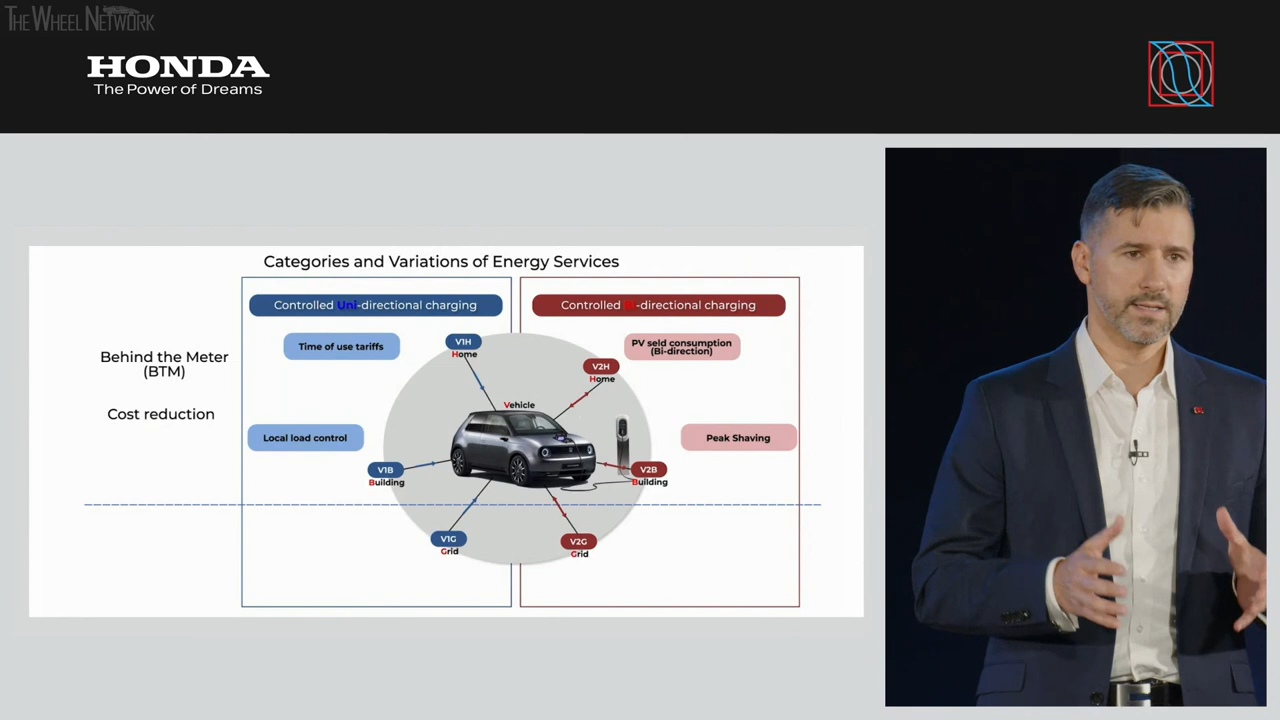 THE WHEEL NETWORK
HONDA
The Power of Dreams
Categories and Variations of Energy Services
Controlled Uni-directional charging
Controlled Bi-directional charging
Time of use tariffs
V1H
Home
PV seld consumption
(Bi-direction)
Behind the Meter
(BTM)
V2H
Home
Cost reduction
Vehicle
Local load control
Peak Shaving
V1B
Building
V2B
Building
V1G
Grid
V2G
Grid